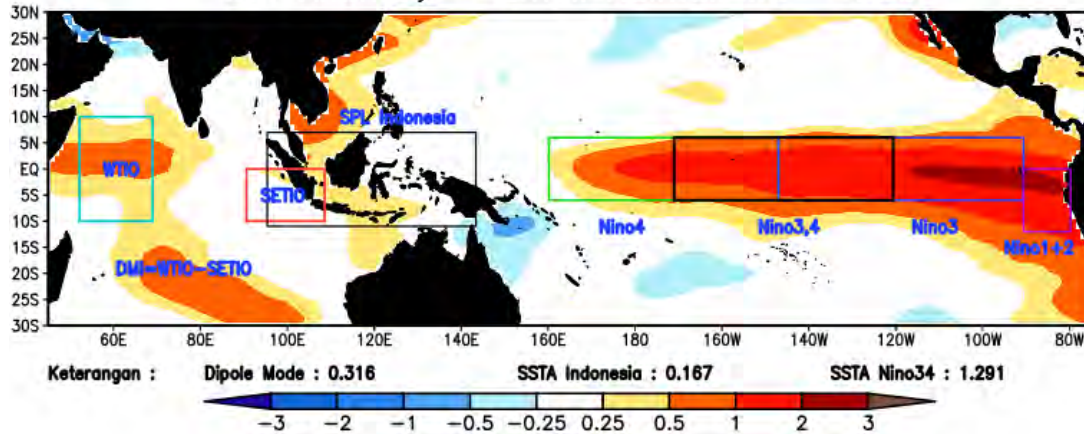 30N
25N
20N
15N
10N
5N
EQ
5S
10S
15S
20S
25S
30S
SPL Indonesia
WTIO
SETIO
Nino4
Nino3,4
Nino3
Nino1+2
DMI=WTIO-SETIO
60E 80E 100E 120E 140E 160E 180 160W 140W 120W 100W 80W
Keterangan : Dipole Mode : 0.316 SSTA Indonesia : 0.167 SSTA Nino34 : 1.291
-3 -2 -1 -0.5 -0.25 0.25 0.5 1 2 3